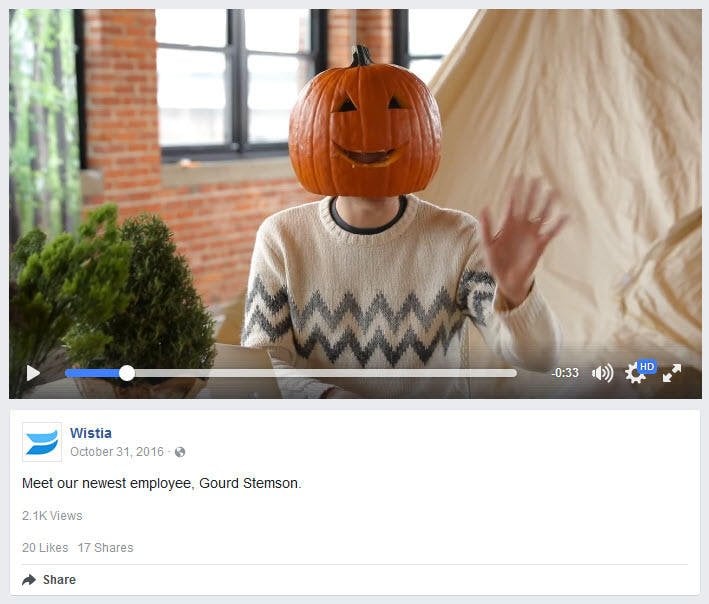 -0:33
HD
Wistia
October 31, 2016 ·
Meet our newest employee, Gourd Stemson.
2.1K Views
20 Likes 17 Shares
Share